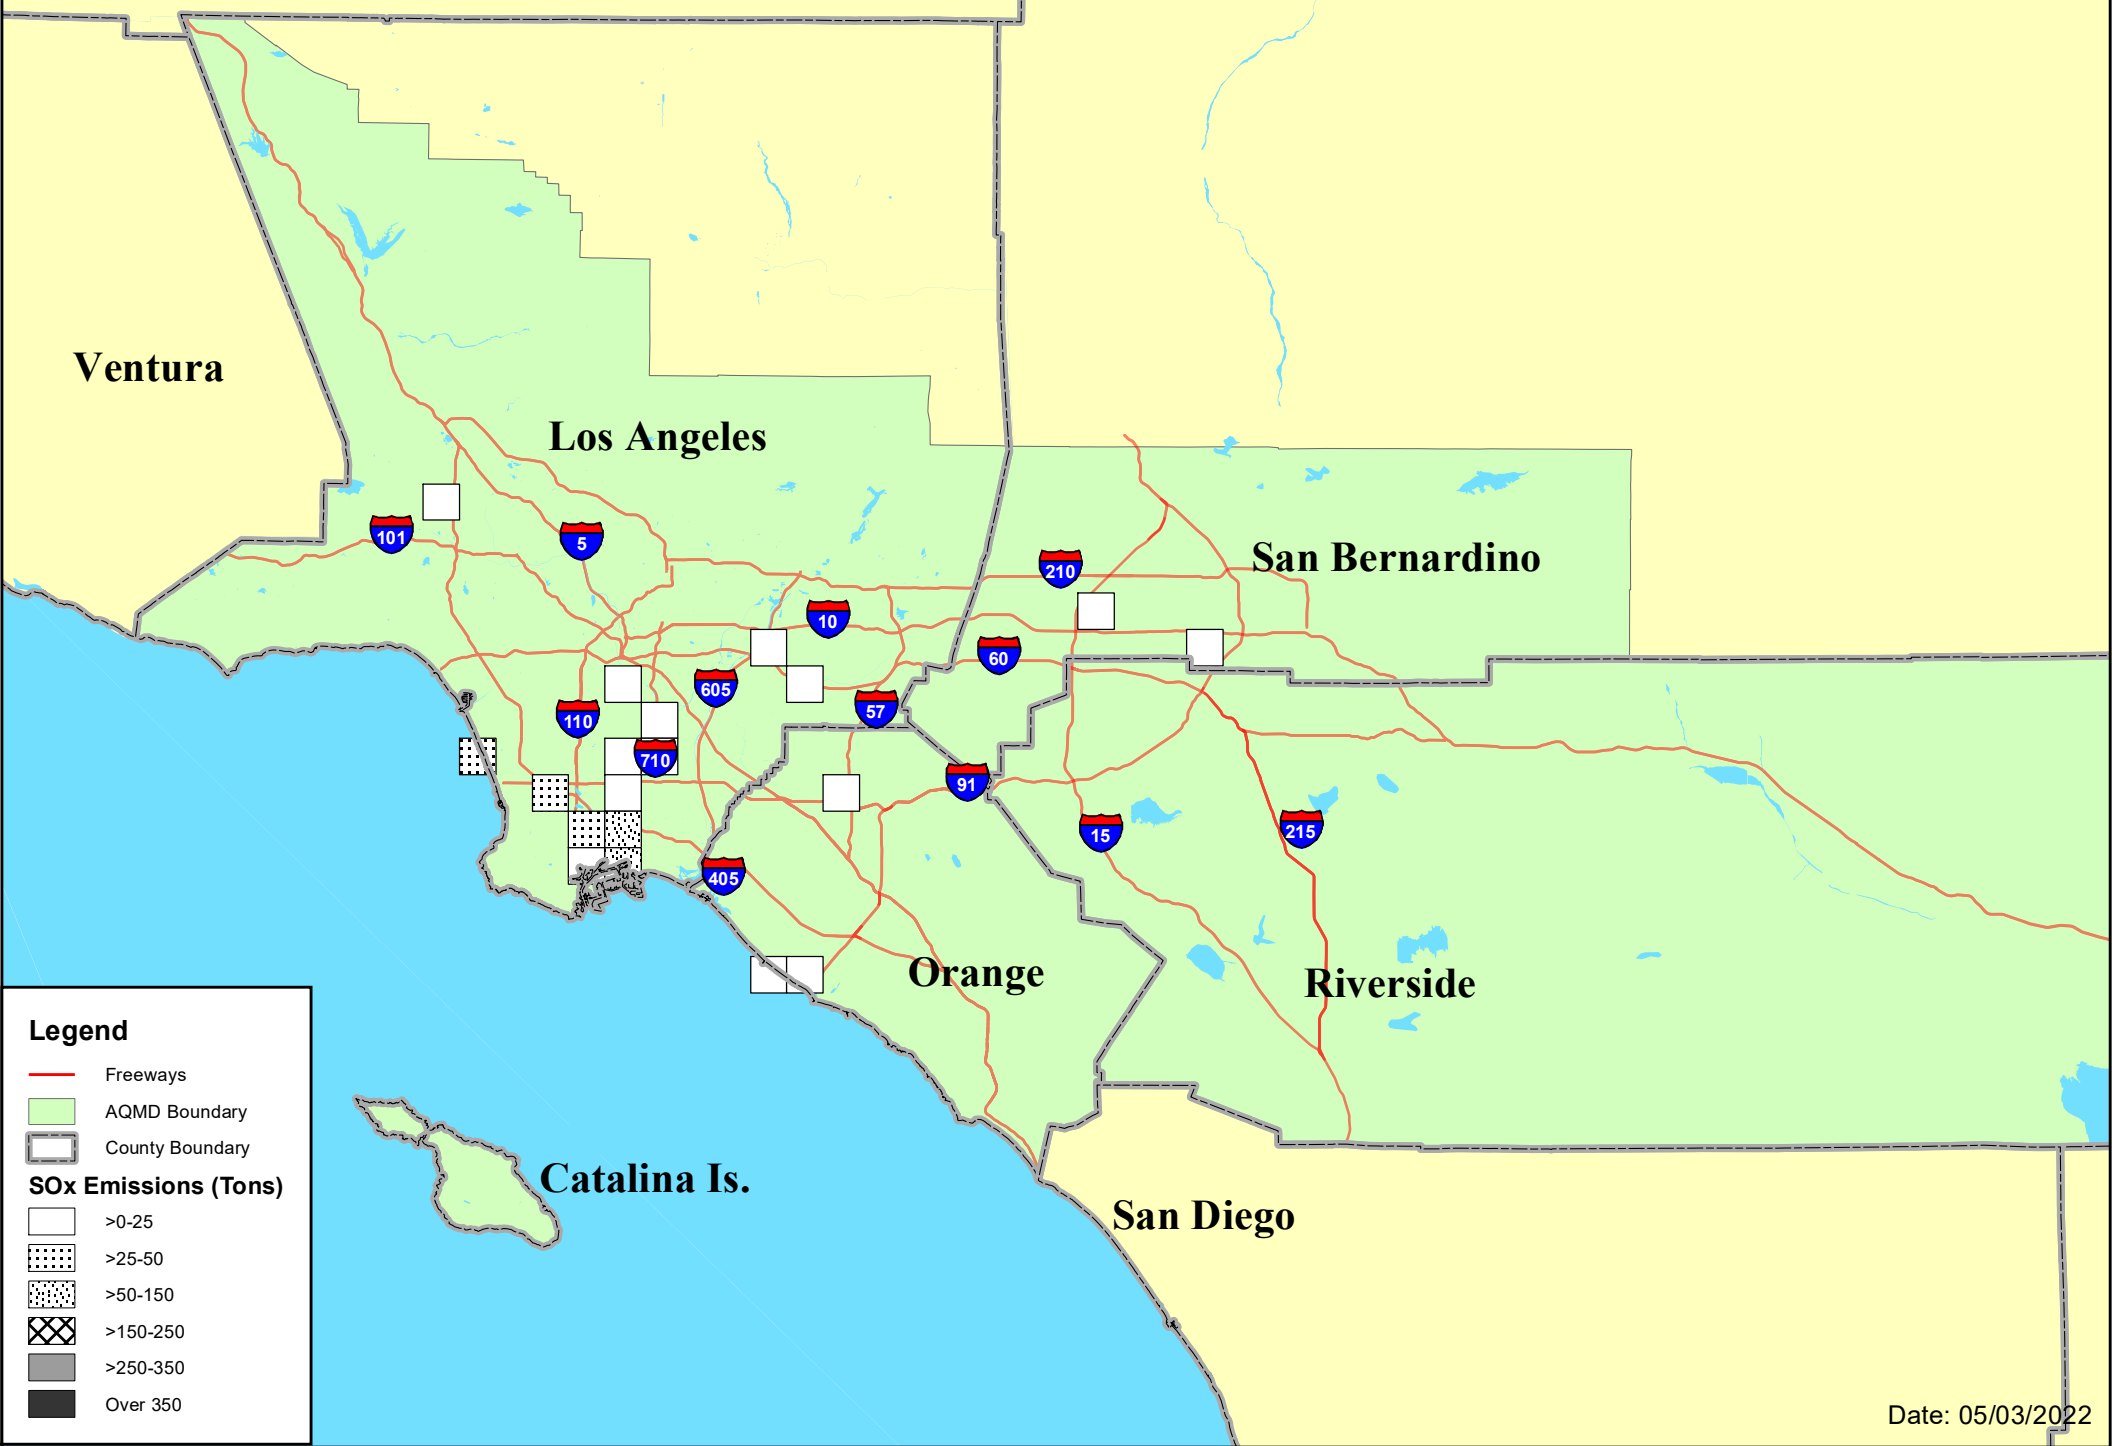 Ventura
Los Angeles
101
5
210
San Bernardino
10
60
605
57
110
710
91
15
215
405
Orange
Riverside
Legend
Freeways
AQMD Boundary
County Boundary
SOx Emissions (Tons)
>0-25
>25-50
>50-150
>150-250
>250-350
Over 350
Catalina Is.
San Diego
Date: 05/03/2022